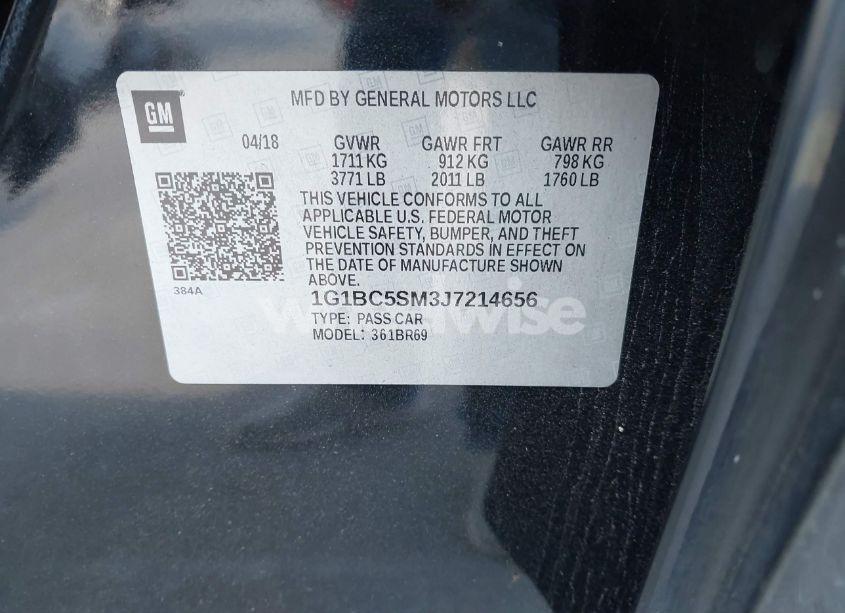 GM
MFD BY GENERAL MOTORS LLC
04/18 GVWR GAWR FRT GAWR RR
1711 KG 912 KG 798 KG
3771 LB 2011 LB 1760 LB
THIS VEHICLE CONFORMS TO ALL
APPLICABLE U.S. FEDERAL MOTOR
VEHICLE SAFETY, BUMPER, AND THEFT
PREVENTION STANDARDS IN EFFECT ON
THE DATE OF MANUFACTURE SHOWN
ABOVE.
384A
1G1BC5SM3J7214656
TYPE: PASS CAR
MODEL: 361BR69